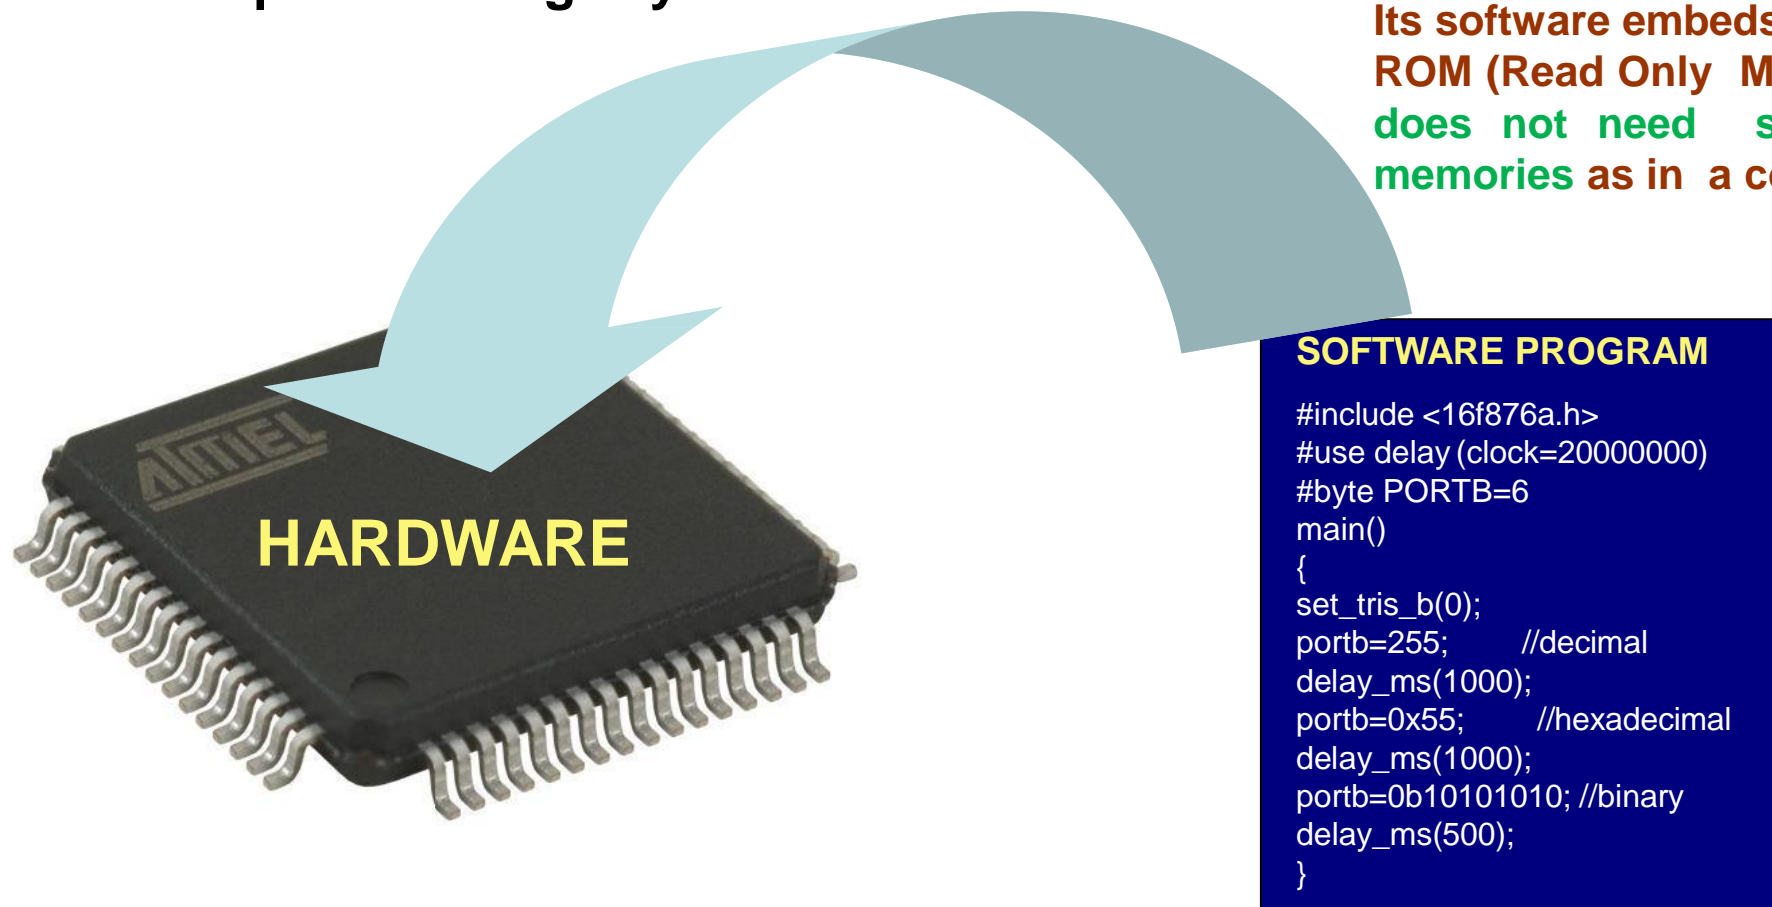 Its software embeds
ROM (Read Only M
does not need s
memories as in a c
ATMEL
HARDWARE
SOFTWARE PROGRAM
#include <16f876a.h>
#use delay (clock=20000000)
#byte PORTB=6
main()
{
set_tris_b(0);
portb=255; //decimal
delay_ms(1000);
portb=0x55; //hexadecimal
delay_ms(1000);
portb=0b10101010; //binary
delay_ms(500);
}